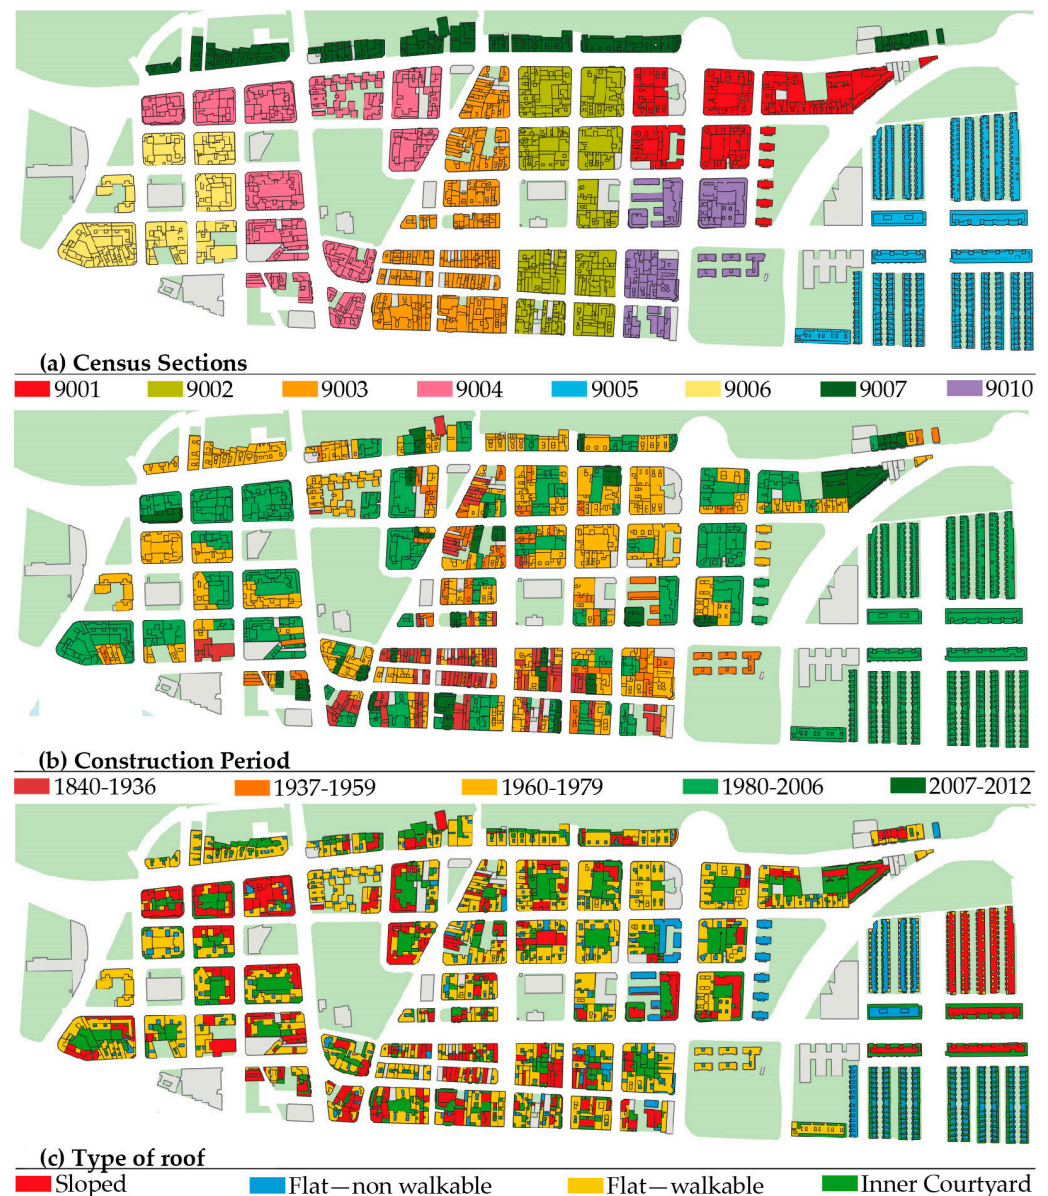 (a) Census Sections
9001 9002 9003 9004 9005 9006 9007 9010
(b) Construction Period
1840-1936 1937-1959 1960-1979 1980-2006 2007-2012
(c) Type of roof
Sloped Flat—non walkable Flat—walkable Inner Courtyard